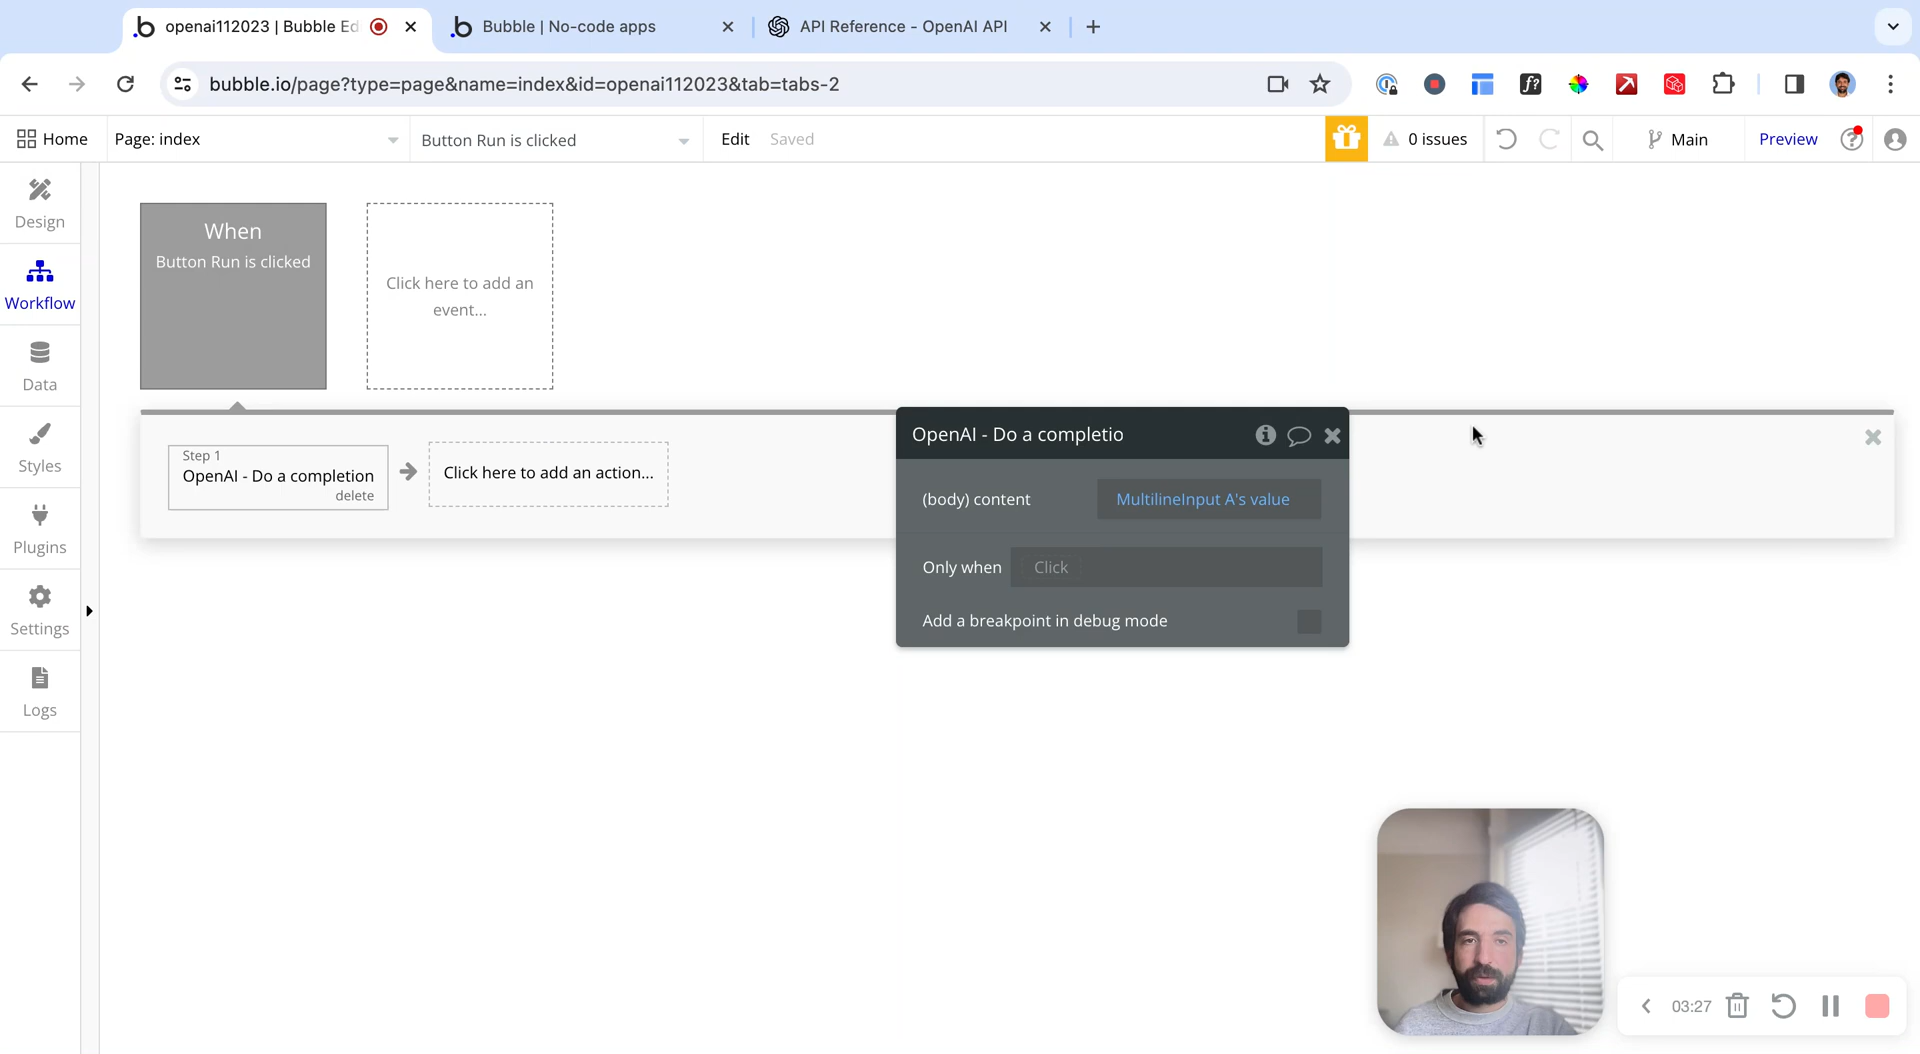 openai112023 | Bubble Ed
Bubble | No-code apps
API Reference - OpenAI API
bubble.io/page?type=page&name=index&id=openai112023&tab=tabs-2
Home
Page: index
Button Run is clicked
Edit
Saved
0 issues
Main
Preview
Design
Workflow
Data
Styles
Plugins
Settings
Logs
When
Button Run is clicked
Click here to add an
event...
Step 1
OpenAI - Do a completion
delete
Click here to add an action...
OpenAI - Do a completio
(body) content
MultilineInput A's value
Only when
Click
Add a breakpoint in debug mode
03:27